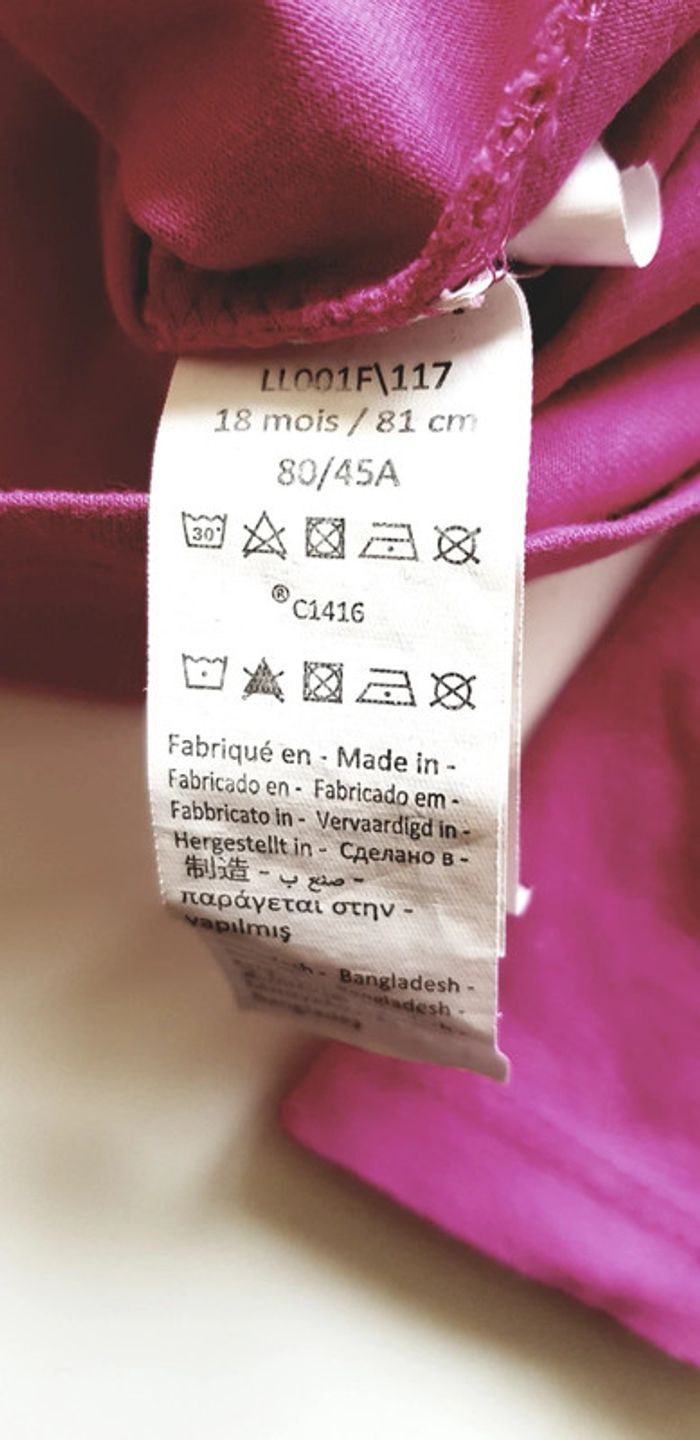 LL001F\117
18 mois / 81 cm
80/45A
30°
® C1416
Fabriqué en - Made in -
Fabricado en - Fabricado em -
Fabbricato in - Vervaardigd in -
Hergestellt in - Сделано в -
制造 - صنع ب -
παράγεται στην -
yapılmış
Bangladesh -